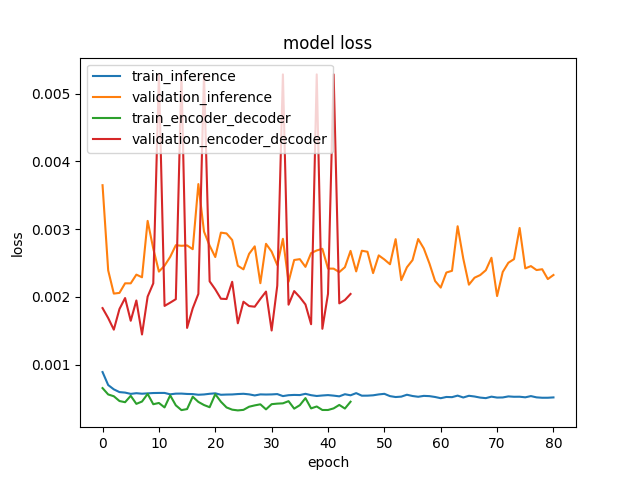 model loss
train_inference
validation_inference
train_encoder_decoder
validation_encoder_decoder
0.005
0.004
0.003
0.002
0.001
loss
0 10 20 30 40 50 60 70 80
epoch